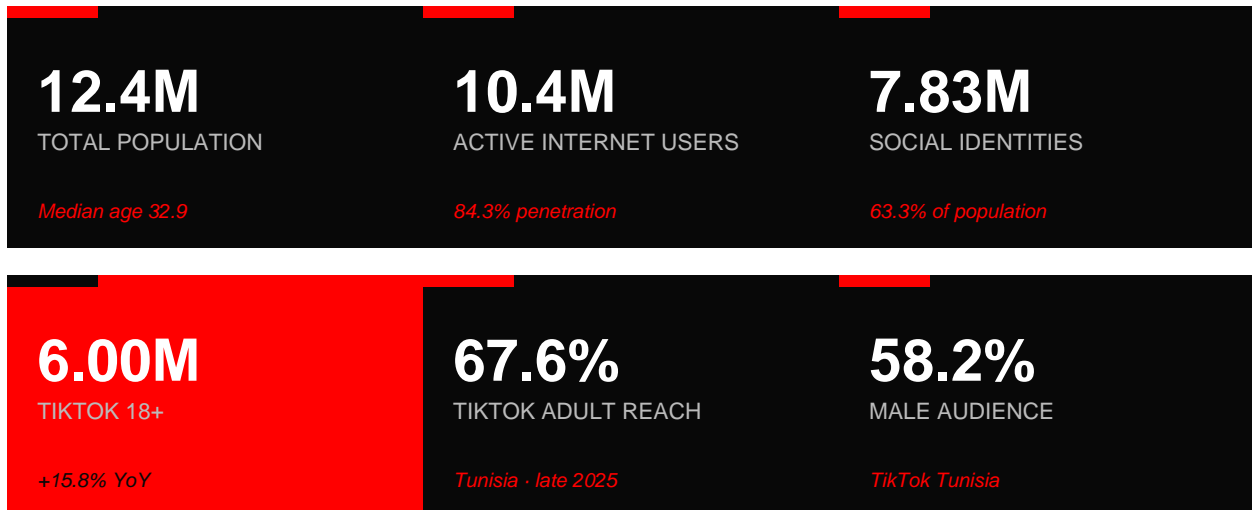 12.4M
TOTAL POPULATION
Median age 32.9
10.4M
ACTIVE INTERNET USERS
84.3% penetration
7.83M
SOCIAL IDENTITIES
63.3% of population
6.00M
TIKTOK 18+
+15.8% YoY
67.6%
TIKTOK ADULT REACH
Tunisia · late 2025
58.2%
MALE AUDIENCE
TikTok Tunisia